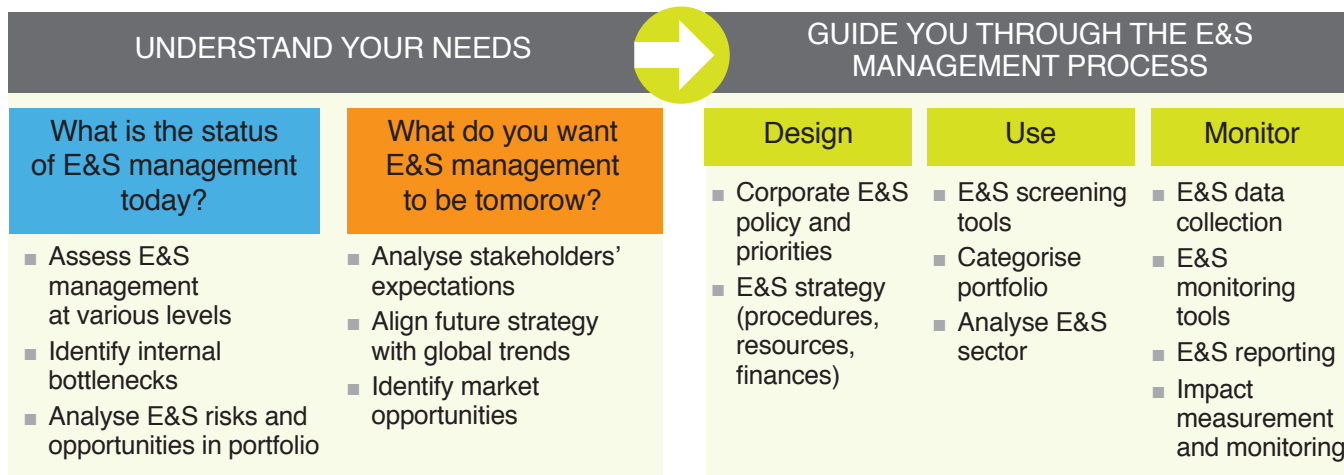 UNDERSTAND YOUR NEEDS
GUIDE YOU THROUGH THE E&S
MANAGEMENT PROCESS
What is the status
of E&S management
today?
Assess E&S
management
at various levels
Identify internal
bottlenecks
Analyse E&S risks and
opportunities in portfolio
What do you want
E&S management
to be tomorrow?
Analyse stakeholders’
expectations
Align future strategy
with global trends
Identify market
opportunities
Design
Corporate E&S
policy and
priorities
E&S strategy
(procedures,
resources,
finances)
Use
E&S screening
tools
Categorise
portfolio
Analyse E&S
sector
Monitor
E&S data
collection
E&S
monitoring
tools
E&S reporting
Impact
measurement
and monitoring